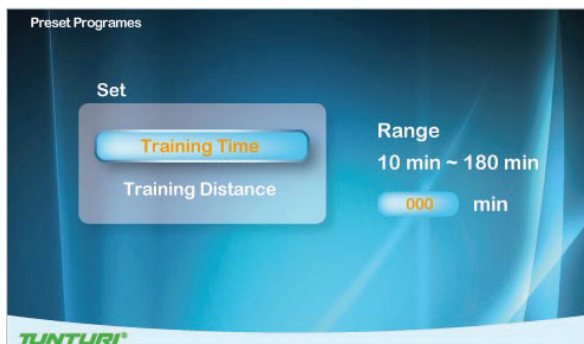 Preset Programes
Set
Training Time
Training Distance
Range
10 min ~ 180 min
000 min
TUNTURI®